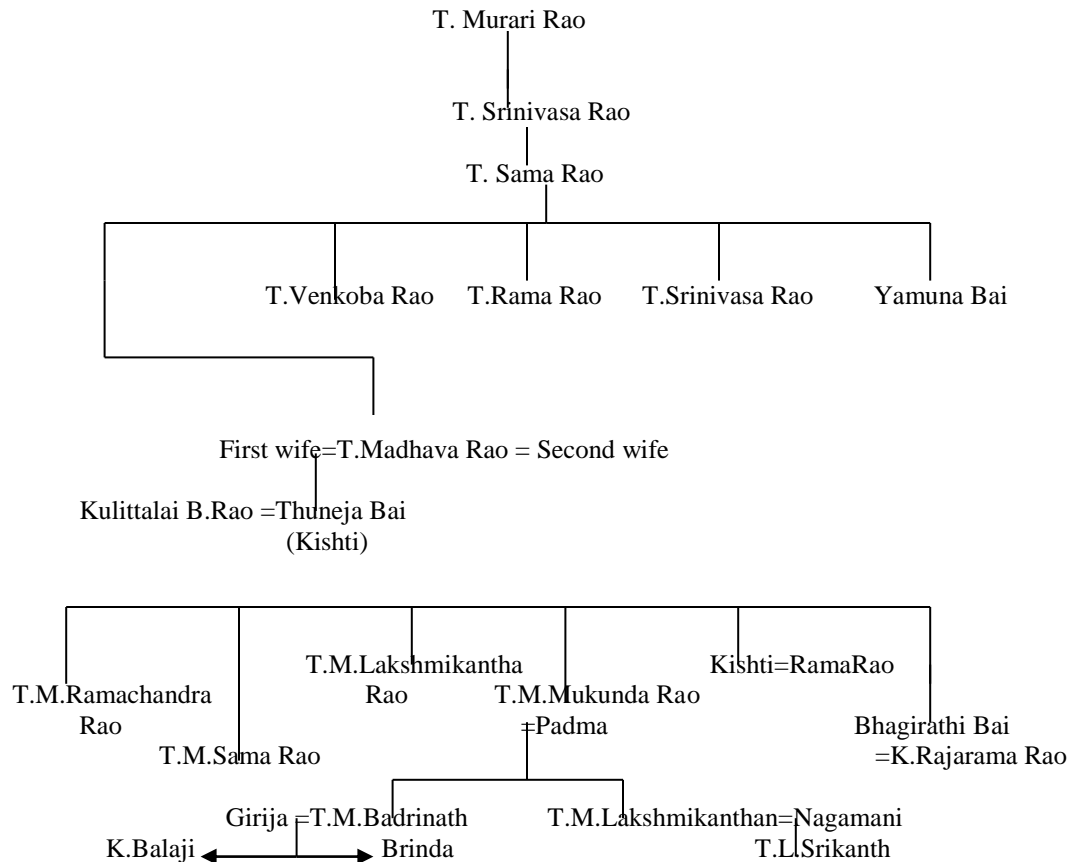 T. Murari Rao
T. Srinivasa Rao
T. Sama Rao
T.Venkoba Rao T.Rama Rao T.Srinivasa Rao Yamuna Bai
First wife=T.Madhava Rao = Second wife
Kulittalai B.Rao =Thuneja Bai
(Kishti)
T.M.Lakshmikantha Kishti=RamaRao
T.M.Ramachandra Rao T.M.Mukunda Rao
Rao =Padma Bhagirathi Bai
T.M.Sama Rao =K.Rajarama Rao
Girija =T.M.Badrinath T.M.Lakshmikanthan=Nagamani
K.Balaji Brinda T.L.Srikanth